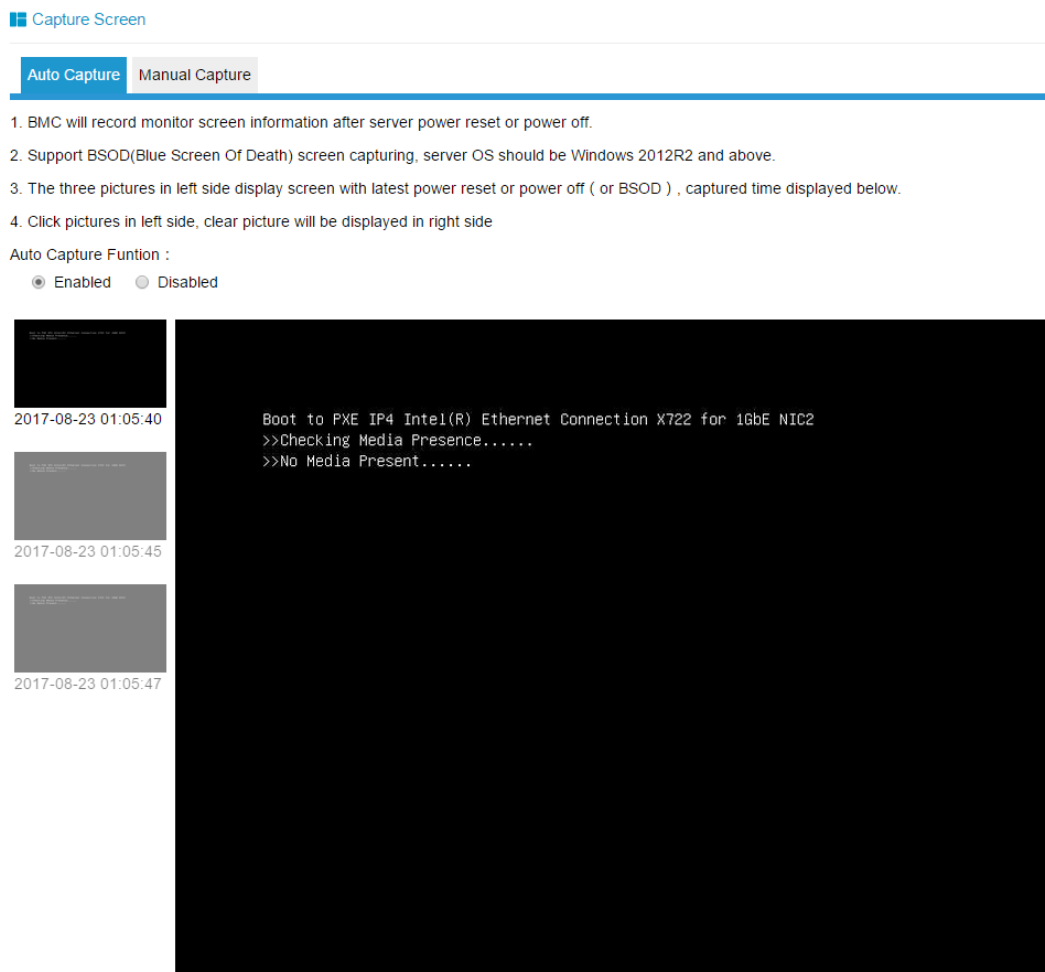 Capture Screen
Auto Capture Manual Capture
1. BMC will record monitor screen information after server power reset or power off.
2. Support BSOD(Blue Screen Of Death) screen capturing, server OS should be Windows 2012R2 and above.
3. The three pictures in left side display screen with latest power reset or power off ( or BSOD ) , captured time displayed below.
4. Click pictures in left side, clear picture will be displayed in right side
Auto Capture Funtion :
Enabled Disabled
2017-08-23 01:05:40
2017-08-23 01:05:45
2017-08-23 01:05:47
Boot to PXE IP4 Intel(R) Ethernet Connection X722 for 1GbE NIC2
>>Checking Media Presence......
>>No Media Present......